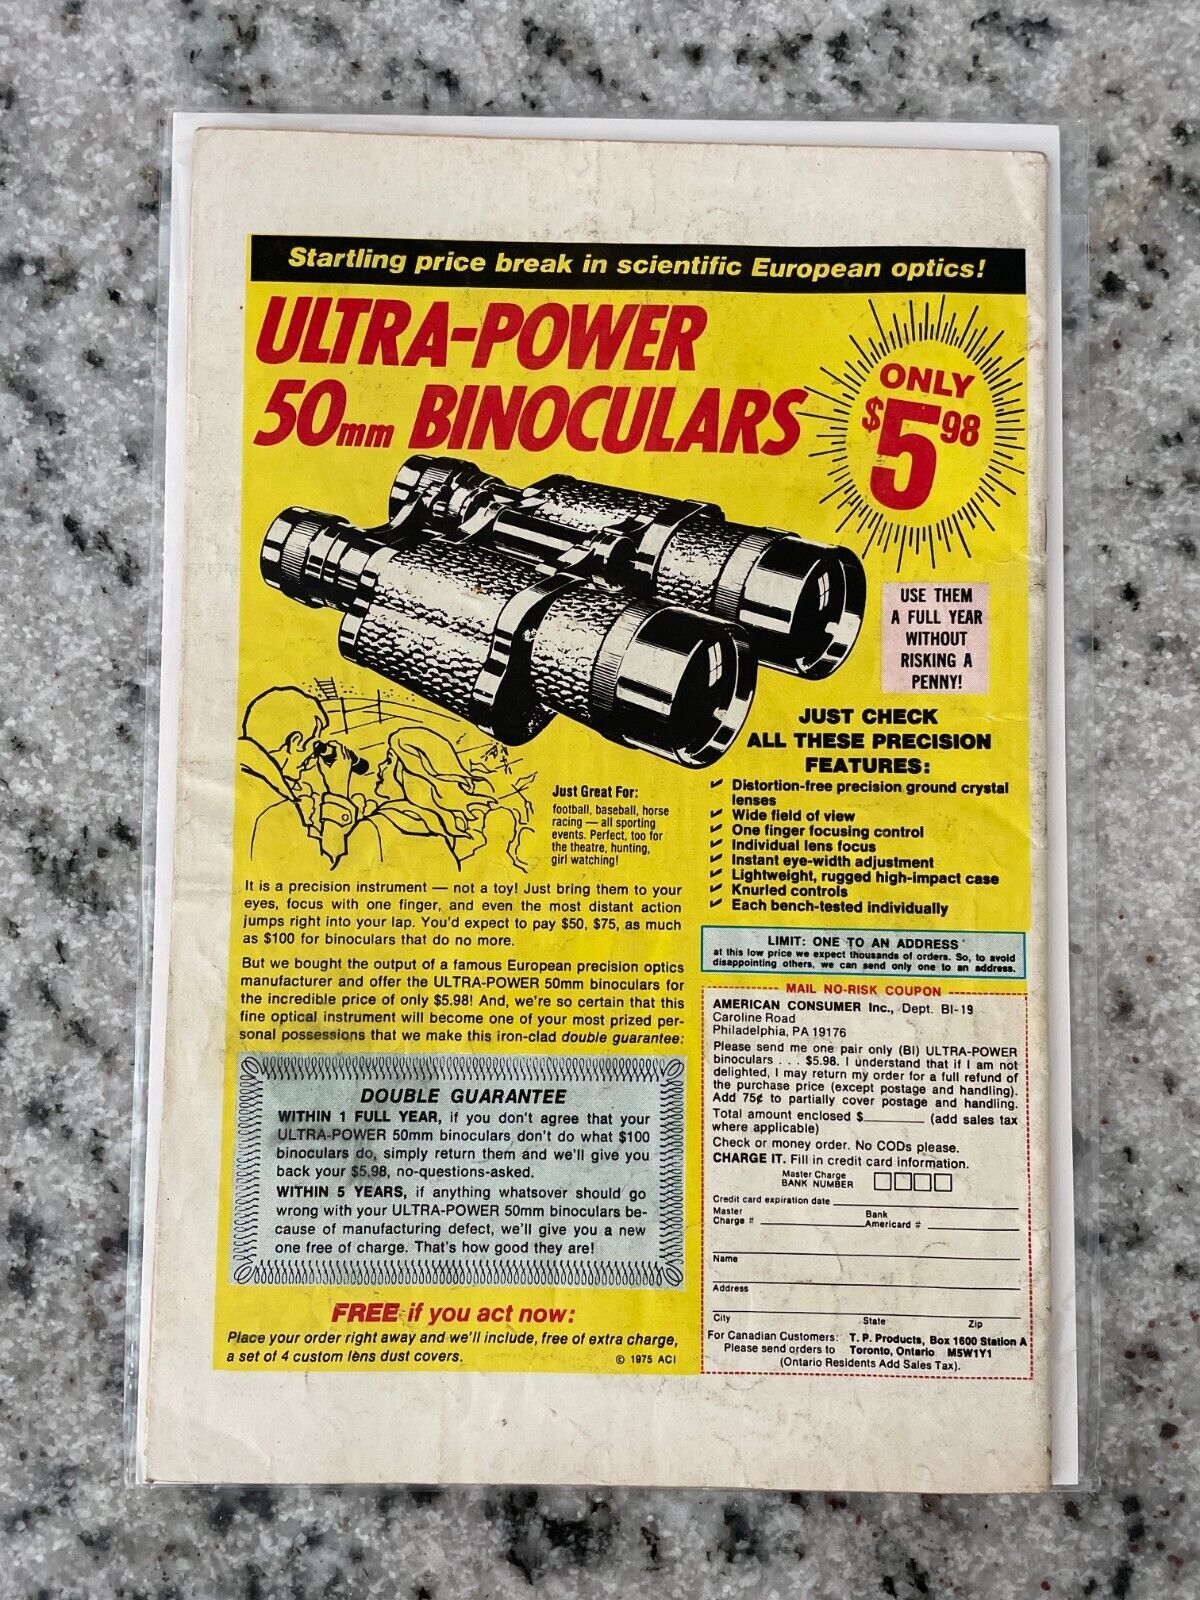 Startling price break in scientific European optics!
ULTRA-POWER
50mm BINOCULARS
ONLY
$5.98
USE THEM
A FULL YEAR
WITHOUT
RISKING A
PENNY!
JUST CHECK
ALL THESE PRECISION
FEATURES:
Distortion-free precision ground crystal
lenses
Wide field of view
One finger focusing control
Individual lens focus
Instant eye-width adjustment
Lightweight, rugged high-impact case
Knurled controls
Each bench-tested individually
Just Great For:
football, baseball, horse
racing — all sporting
events. Perfect, too for
the theatre, hunting,
girl watching!
It is a precision instrument — not a toy! Just bring them to your
eyes, focus with one finger, and even the most distant action
jumps right into your lap. You'd expect to pay $50, $75, as much
as $100 for binoculars that do no more.
But we bought the output of a famous European precision optics
manufacturer and offer the ULTRA-POWER 50mm binoculars for
the incredible price of only $5.98! And, we're so certain that this
fine optical instrument will become one of your most prized per-
sonal possessions that we make this iron-clad double guarantee:
DOUBLE GUARANTEE
WITHIN 1 FULL YEAR, if you don't agree that your
ULTRA-POWER 50mm binoculars don't do what $100
binoculars do, simply return them and we'll give you
back your $5.98, no-questions-asked.
WITHIN 5 YEARS, if anything whatsover should go
wrong with your ULTRA-POWER 50mm binoculars be-
cause of manufacturing defect, we'll give you a new
one free of charge. That's how good they are!
FREE if you act now:
Place your order right away and we'll include, free of extra charge,
a set of 4 custom lens dust covers.
© 1975 ACI
LIMIT: ONE TO AN ADDRESS
at this low price we expect thousands of orders. So, to avoid
disappointing others, we can send only one to an address.
MAIL NO-RISK COUPON
AMERICAN CONSUMER Inc., Dept. BI-19
Caroline Road
Philadelphia, PA 19176
Please send me one pair only (BI) ULTRA-POWER
binoculars . . . $5.98. I understand that if I am not
delighted, I may return my order for a full refund of
the purchase price (except postage and handling).
Add 75¢ to partially cover postage and handling.
Total amount enclosed $______ (add sales tax
where applicable)
Check or money order. No CODs please.
CHARGE IT. Fill in credit card information.
Master Charge
BANK NUMBER
Credit card expiration date
Master Charge #
Bank Americard #
Name
Address
City State Zip
For Canadian Customers: T. P. Products, Box 1600 Station A
Please send orders to Toronto, Ontario M5W1Y1
(Ontario Residents Add Sales Tax).